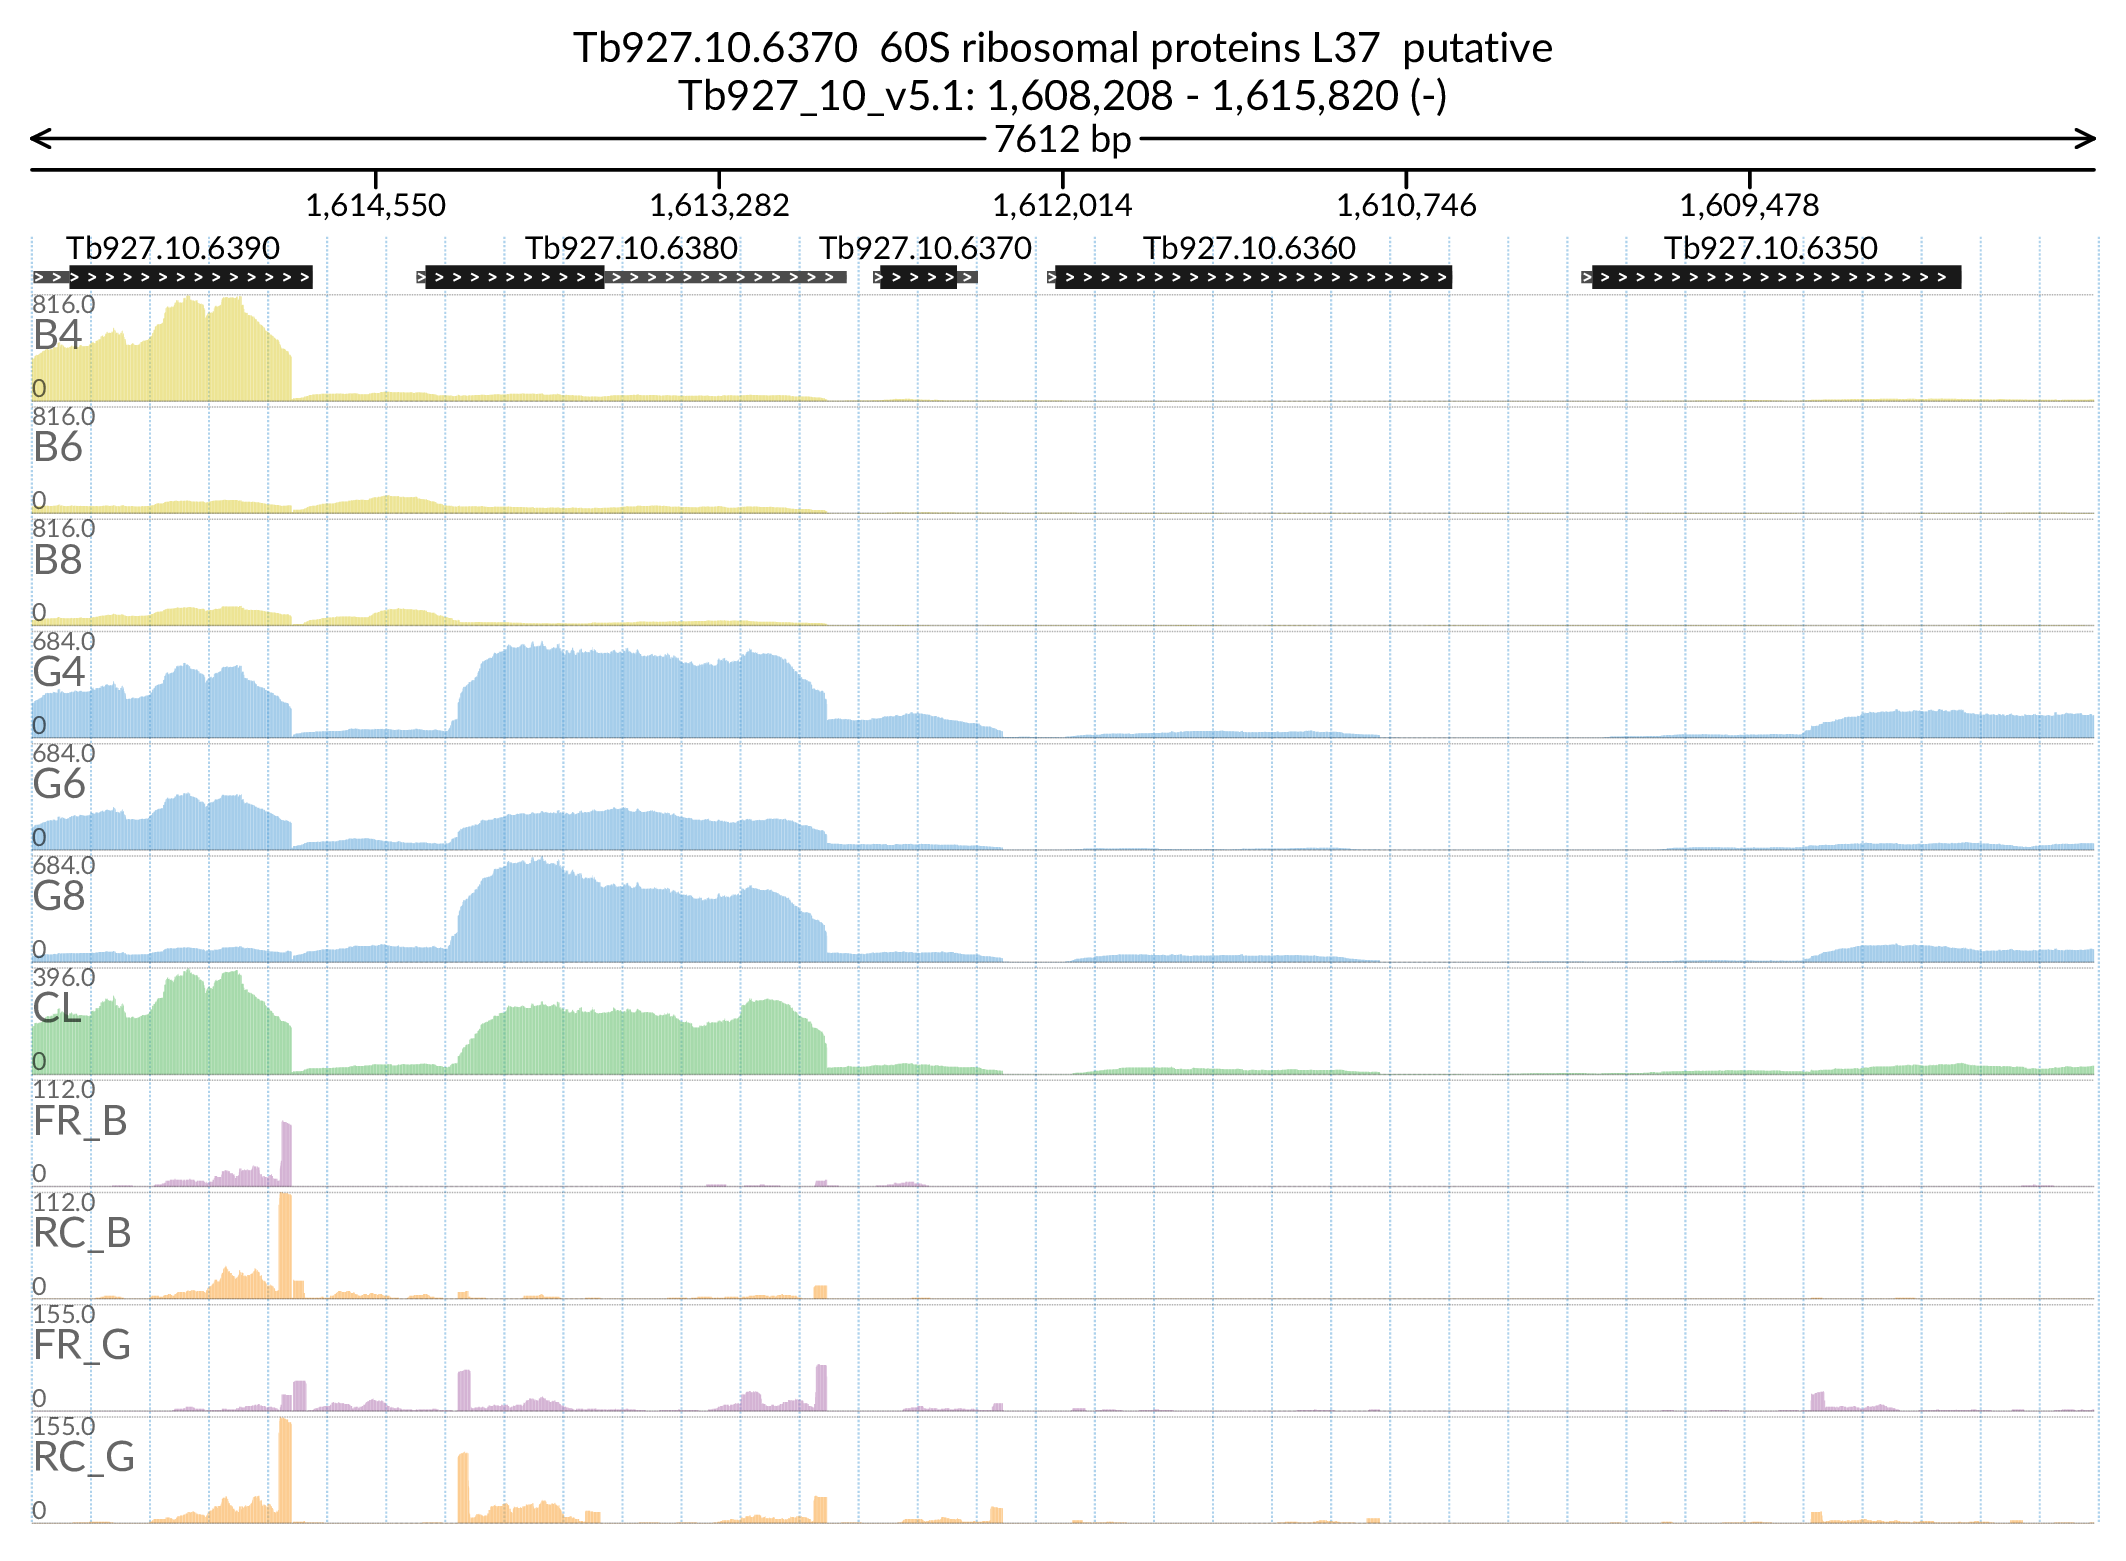 Tb927.10.6370  60S ribosomal proteins L37  putative
Tb927_10_v5.1: 1,608,208 - 1,615,820 (-)
7612 bp
1,614,550 1,613,282 1,612,014 1,610,746 1,609,478
Tb927.10.6390 Tb927.10.6380 Tb927.10.6370 Tb927.10.6360 Tb927.10.6350
816.0
B4
0
816.0
B6
0
816.0
B8
0
684.0
G4
0
684.0
G6
0
684.0
G8
0
396.0
CL
0
112.0
FR_B
0
112.0
RC_B
0
155.0
FR_G
0
155.0
RC_G
0